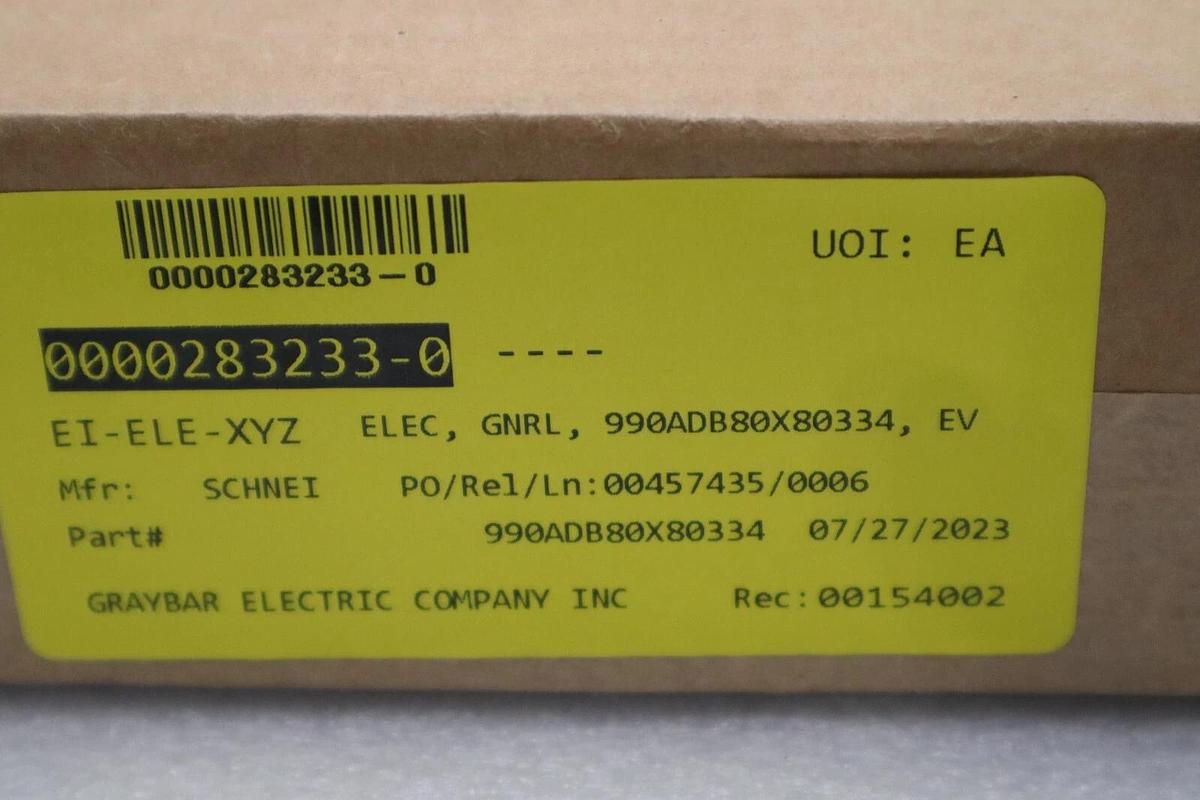 0000283233-0
UOI: EA
0000283233-0 ----
EI-ELE-XYZ ELEC, GNRL, 990ADB80X80334, EV
Mfr: SCHNEI PO/Rel/Ln:00457435/0006
Part# 990ADB80X80334 07/27/2023
GRAYBAR ELECTRIC COMPANY INC Rec:00154002